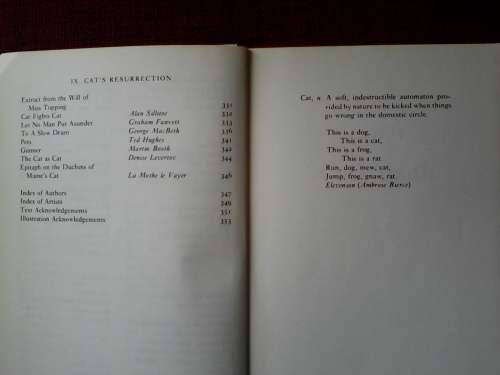 IX. CAT'S RESURRECTION
Extract from the Will of
Miss Topping
Cat Fights Cat Alan Sillitoe 332
Let No Man Put Asunder Graham Fawcett 333
To A Slow Drum George MacBeth 336
Pets Ted Hughes 341
Gunner Martin Booth 342
The Cat as Cat Denise Levertov 344
Epitaph on the Duchess of
Maine's Cat La Mothe le Vayer 346
Index of Authors 347
Index of Artists 349
Text Acknowledgements 351
Illustration Acknowledgements 353
Cat, n. A soft, indestructible automaton pro-
vided by nature to be kicked when things
go wrong in the domestic circle.
This is a dog,
This is a cat,
This is a frog,
This is a rat
Run, dog, mew, cat,
Jump, frog, gnaw, rat.
Elevenson (Ambrose Bierce)